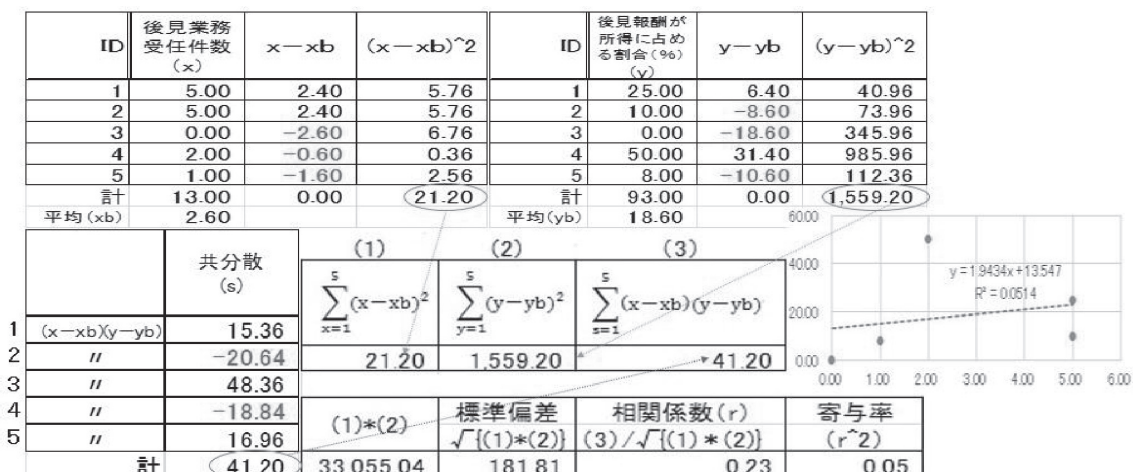 ID 後見業務受任件数(x) x－xb (x－xb)^2 ID 後見報酬が所得に占める割合(%)(y) y－yb (y－yb)^2
1 5.00 2.40 5.76 1 25.00 6.40 40.96
2 5.00 2.40 5.76 2 10.00 −8.60 73.96
3 0.00 −2.60 6.76 3 0.00 −18.60 345.96
4 2.00 −0.60 0.36 4 50.00 31.40 985.96
5 1.00 −1.60 2.56 5 8.00 −10.60 112.36
計 13.00 0.00 21.20 計 93.00 0.00 1,559.20
平均(xb) 2.60 平均(yb) 18.60
共分散(s)
1 (x－xb)(y－yb) 15.36
2 〃 −20.64
3 〃 48.36
4 〃 −18.84
5 〃 16.96
計 41.20
(1) (2) (3)
5 ∑ x=1 (x－xb)² 5 ∑ y=1 (y－yb)² 5 ∑ s=1 (x－xb)(y－yb)
21.20 1,559.20 41.20
(1)*(2) 標準偏差 √{(1)*(2)} 相関係数(r) (3)/√{(1)*(2)} 寄与率 (r^2)
33,055.04 181.81 0.23 0.05
60.00
40.00
20.00
0.00
y = 1.9434x + 13.547
R² = 0.0514
0.00 1.00 2.00 3.00 4.00 5.00 6.00